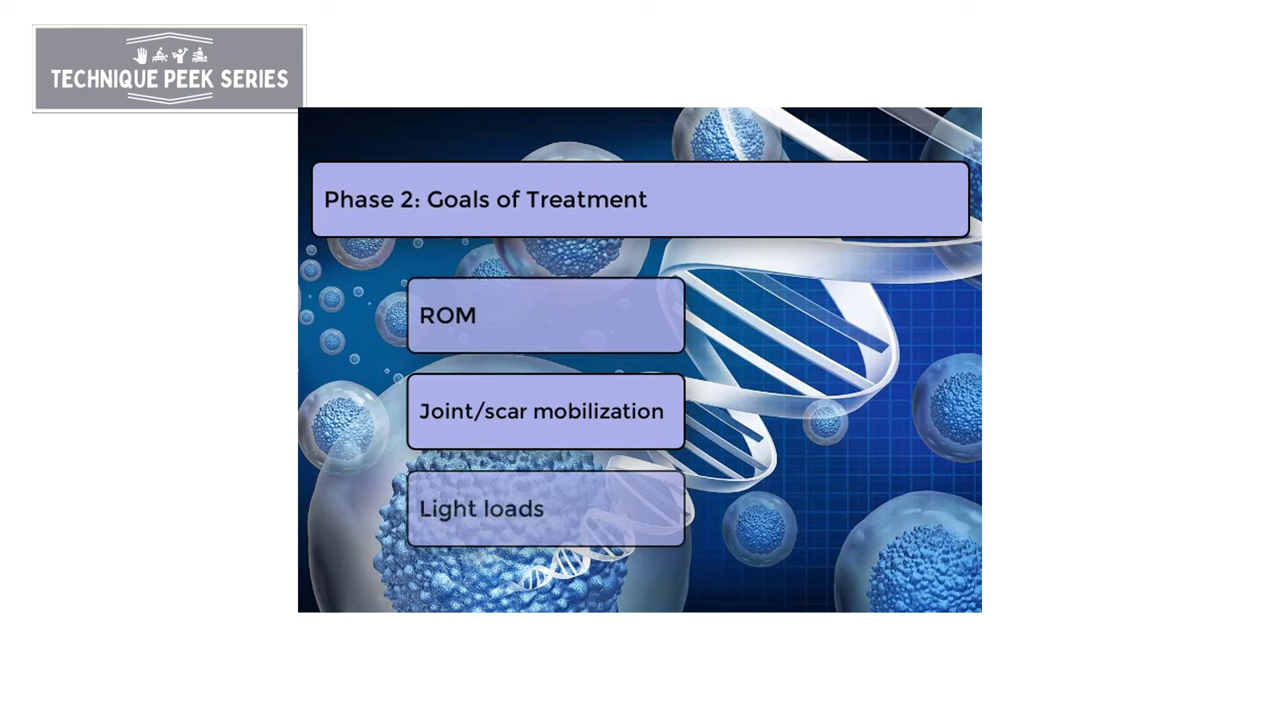 TECHNIQUE PEEK SERIES
Phase 2: Goals of Treatment
ROM
Joint/scar mobilization
Light loads